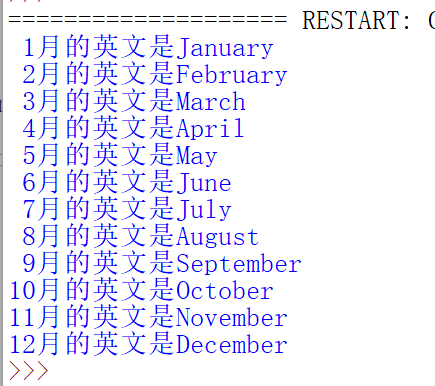 ==================== RESTART: 
 1月的英文是January
 2月的英文是February
 3月的英文是March
 4月的英文是April
 5月的英文是May
 6月的英文是June
 7月的英文是July
 8月的英文是August
 9月的英文是September
10月的英文是October
11月的英文是November
12月的英文是December
>>>